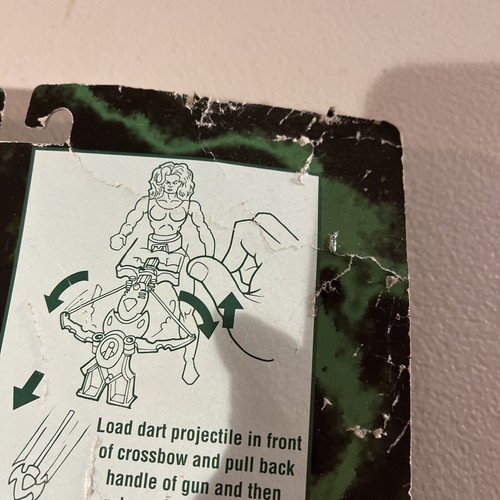 Load dart projectile in front
of crossbow and pull back
handle of gun and then